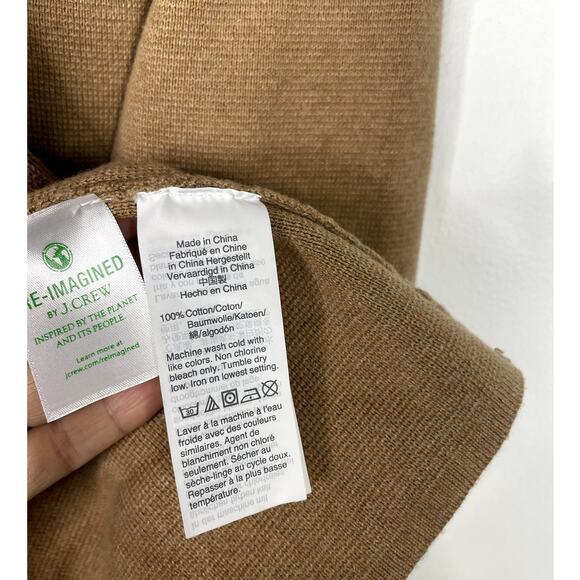 RE-IMAGINED
BY J.CREW
INSPIRED BY THE PLANET
AND ITS PEOPLE.
Learn more at
jcrew.com/reimagined
Made in China
Fabriqué en Chine
in China Hergestellt
Vervaardigd in China
中国製
Hecho en China
100% Cotton/Coton/
Baumwolle/Katoen/
綿/algodón
Machine wash cold with
like colors. Non chlorine
bleach only. Tumble dry
low. Iron on lowest setting.
30
Laver à la machine à l'eau
froide avec des couleurs
similaires. Agent de
blanchiment non chloré
seulement. Sécher au
sèche-linge au cycle doux.
Repasser à la plus basse
température.